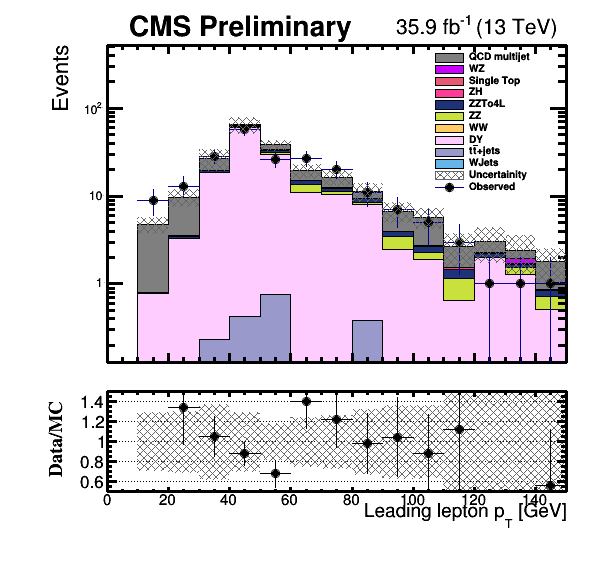 CMS Preliminary
35.9 fb⁻¹ (13 TeV)
Events
10²
10
1
QCD multijet
WZ
Single Top
ZH
ZZTo4L
ZZ
WW
DY
tt+jets
WJets
Uncertainty
Observed
Data/MC
1.4
1.2
1
0.8
0.6
0 20 40 60 80 100 120 140
Leading lepton p_T [GeV]